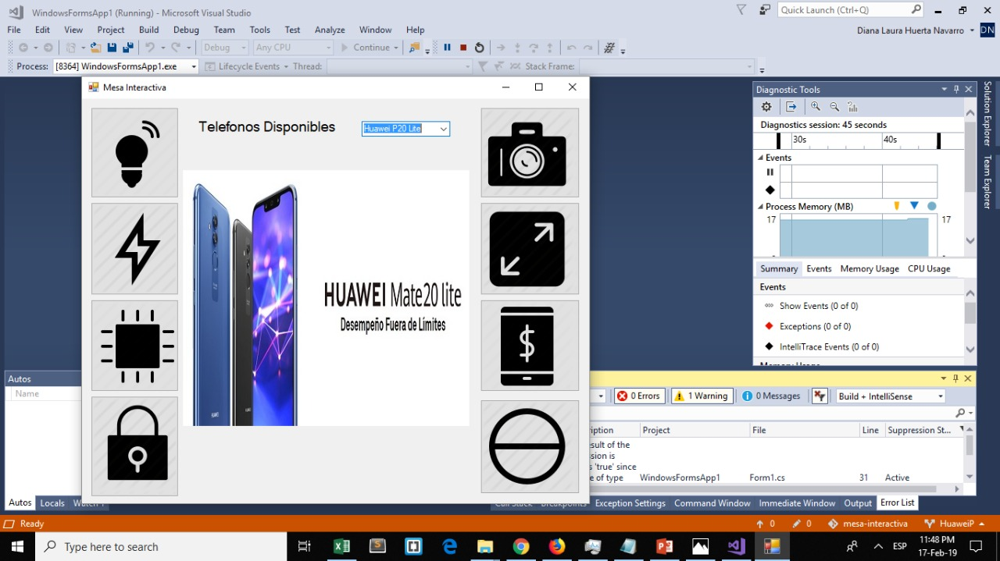 WindowsFormsApp1 (Running) - Microsoft Visual Studio
Quick Launch (Ctrl+Q)
File Edit View Project Build Debug Team Tools Test Analyze Window Help
Diana Laura Huerta Navarro DN
Debug Any CPU Continue
Process: [8364] WindowsFormsApp1.exe Lifecycle Events Thread: Stack Frame:
Mesa Interactiva
Telefonos Disponibles
Huawei P20 Lite
HUAWEI Mate20 lite
Desempeño Fuera de Límites
$
Diagnostic Tools
Diagnostics session: 45 seconds
30s 40s
Events
Process Memory (MB)
17 17
Summary Events Memory Usage CPU Usage
Events
Show Events (0 of 0)
Exceptions (0 of 0)
IntelliTrace Events (0 of 0)
Solution Explorer
Team Explorer
Autos
Name
Autos Locals
0 Errors 1 Warning 0 Messages Build + IntelliSense
Project File Line Suppression St...
esult of the
sion is
s 'true' since
e of type WindowsFormsApp1 Form1.cs 31 Active
Call Stack Breakpoints Exception Settings Command Window Immediate Window Output Error List
Ready 0 0 mesa-interactiva HuaweiP
Type here to search
ESP
11:48 PM
17-Feb-19